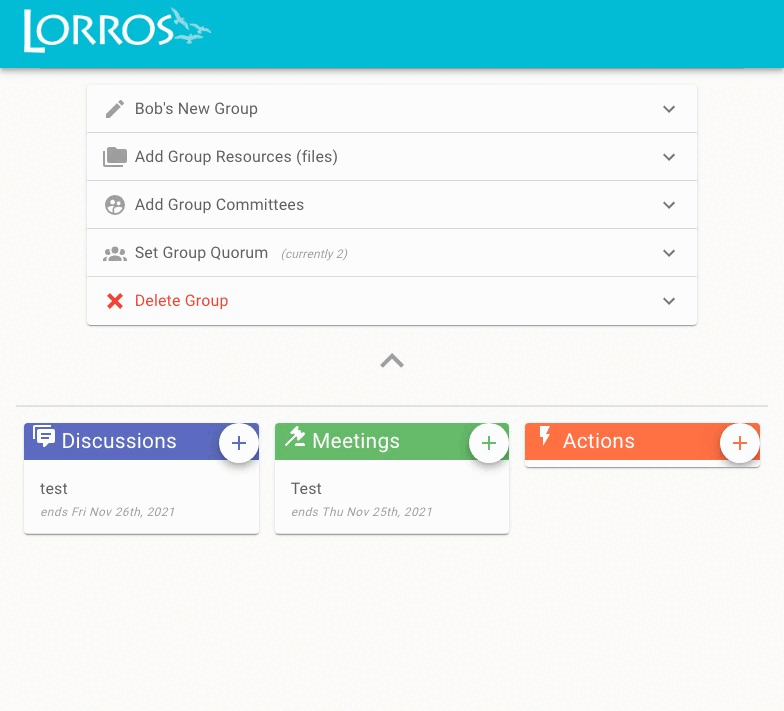 LORROS
Bob's New Group
Add Group Resources (files)
Add Group Committees
Set Group Quorum (currently 2)
Delete Group
Discussions
test
ends Fri Nov 26th, 2021
Meetings
Test
ends Thu Nov 25th, 2021
Actions